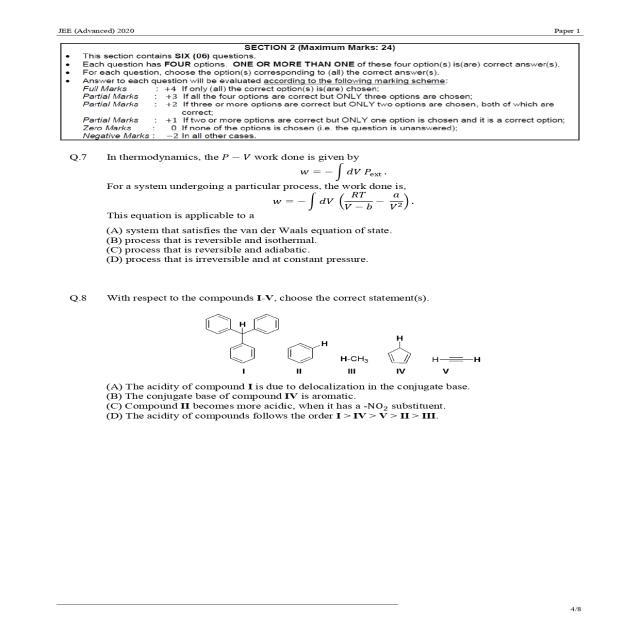 JEE (Advanced) 2020 Paper 1
SECTION 2 (Maximum Marks: 24)
• This section contains SIX (06) questions.
• Each question has FOUR options. ONE OR MORE THAN ONE of these four option(s) is(are) correct answer(s).
• For each question, choose the option(s) corresponding to (all) the correct answer(s).
• Answer to each question will be evaluated according to the following marking scheme:
Full Marks : +4 If only (all) the correct option(s) is(are) chosen;
Partial Marks : +3 If all the four options are correct but ONLY three options are chosen;
Partial Marks : +2 If three or more options are correct but ONLY two options are chosen, both of which are
correct;
Partial Marks : +1 If two or more options are correct but ONLY one option is chosen and it is a correct option;
Zero Marks : 0 If none of the options is chosen (i.e. the question is unanswered);
Negative Marks : −2 In all other cases.
Q.7 In thermodynamics, the P − V work done is given by
w = − ∫ dV Pext .
For a system undergoing a particular process, the work done is,
w = − ∫ dV (RT/(V − b) − a/V²) .
This equation is applicable to a
(A) system that satisfies the van der Waals equation of state.
(B) process that is reversible and isothermal.
(C) process that is reversible and adiabatic.
(D) process that is irreversible and at constant pressure.
Q.8 With respect to the compounds I-V, choose the correct statement(s).
H
H
H
H-CH₃
H H
I II III IV V
(A) The acidity of compound I is due to delocalization in the conjugate base.
(B) The conjugate base of compound IV is aromatic.
(C) Compound II becomes more acidic, when it has a -NO₂ substituent.
(D) The acidity of compounds follows the order I > IV > V > II > III.
4/8